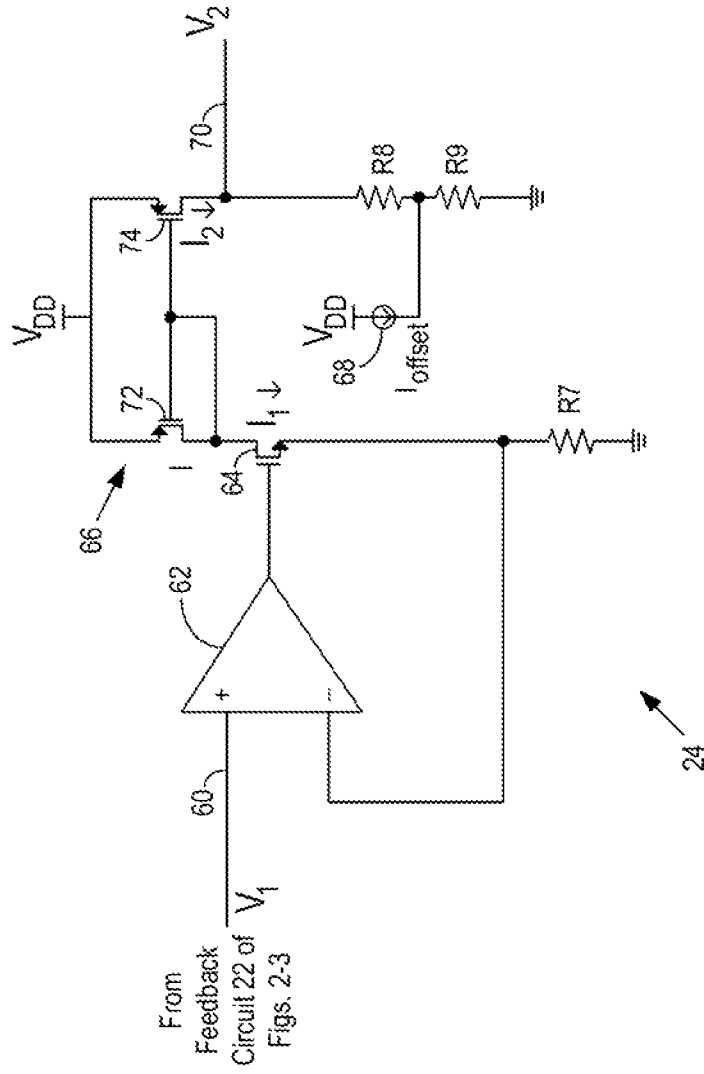 From
Feedback
Circuit 22 of
Figs. 2-3
V1
60
+
−
62
66
VDD
72
I
64
I1 ↓
74
I2 ↓
70
V2
VDD
68
Ioffset
R8
R9
R7
24